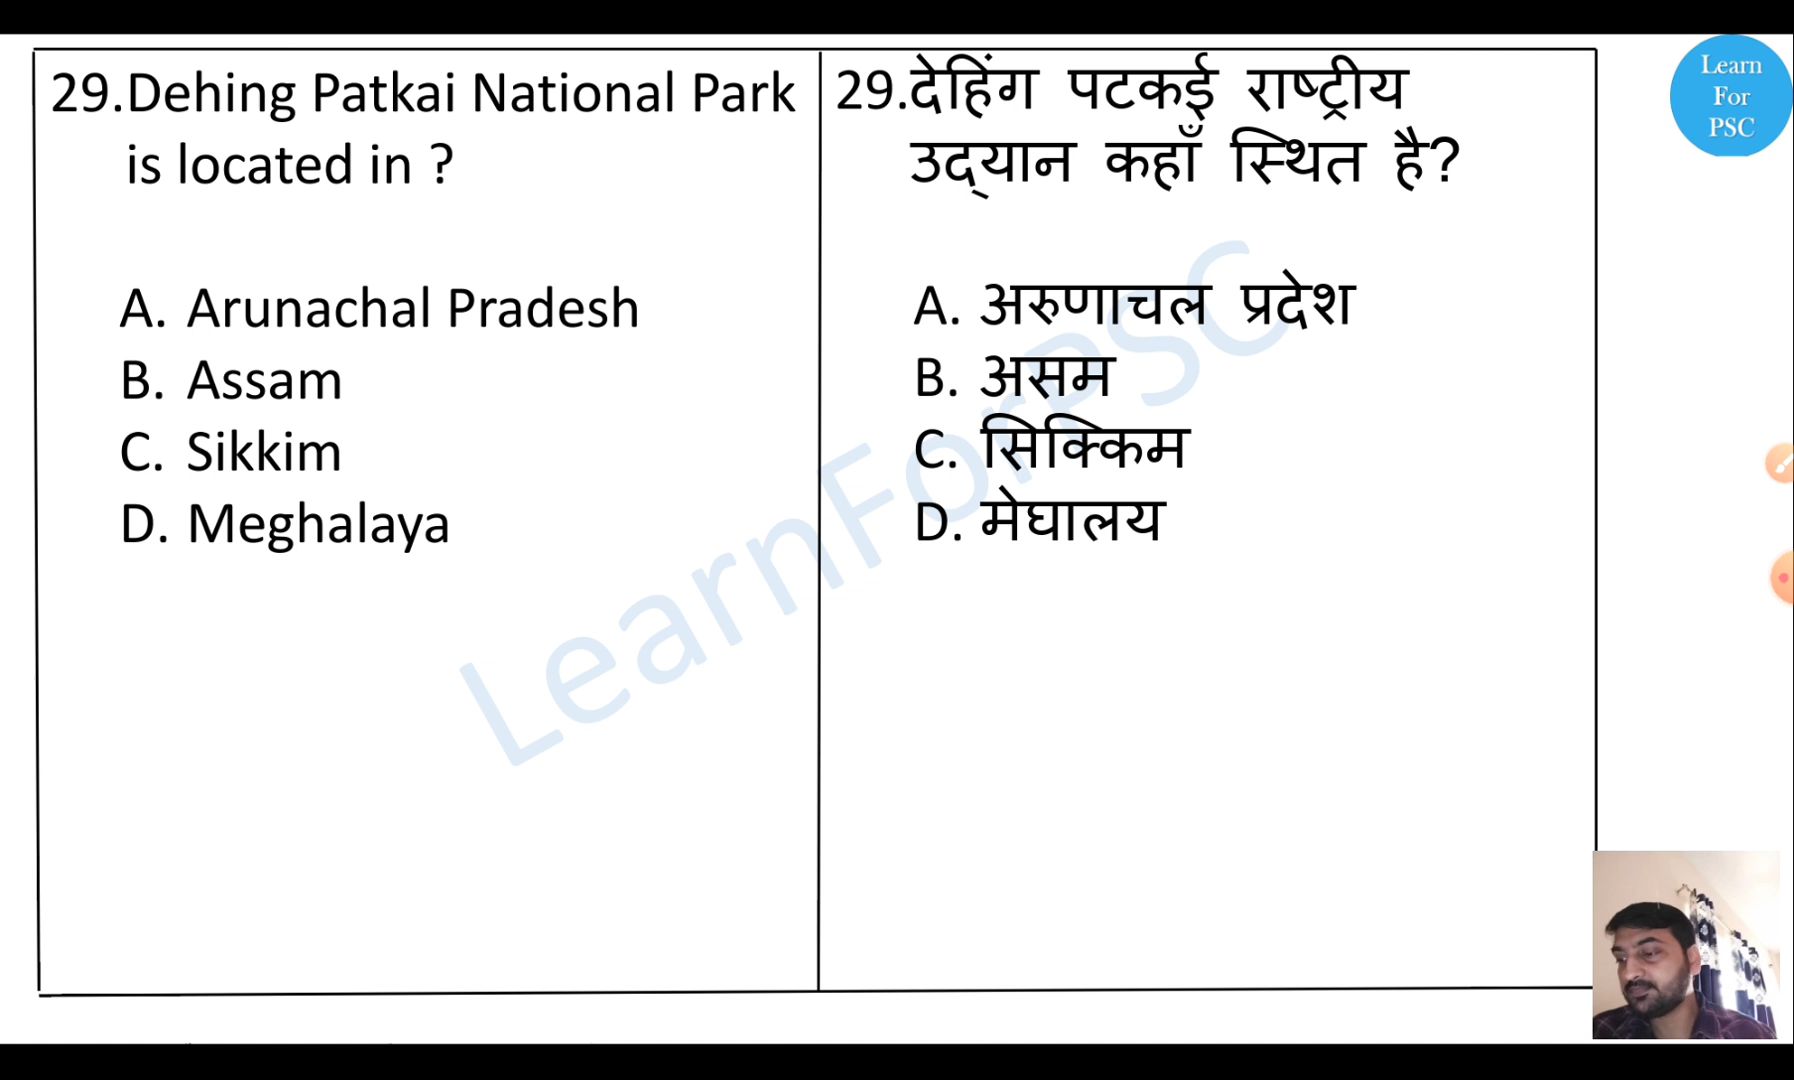 29.Dehing Patkai National Park
is located in ?
A. Arunachal Pradesh
B. Assam
C. Sikkim
D. Meghalaya
29.देहिंग पटकई राष्ट्रीय
उद्यान कहाँ स्थित है?
A. अरुणाचल प्रदेश
B. असम
C. सिक्किम
D. मेघालय
LearnForPSC
Learn
For
PSC